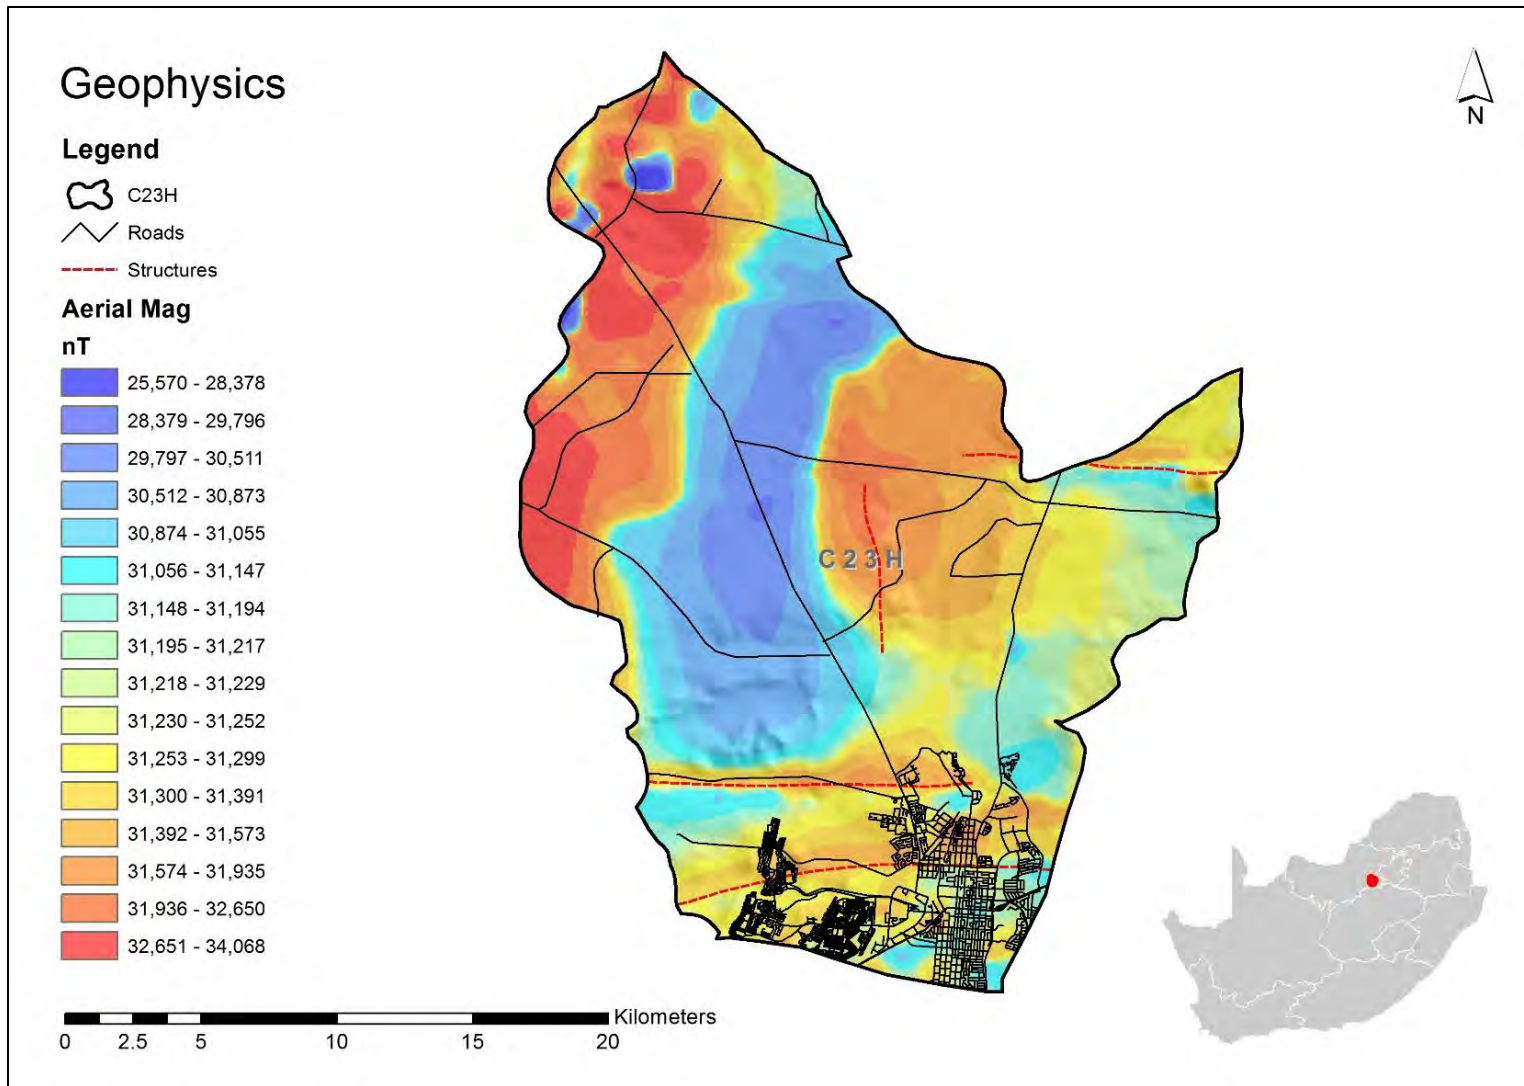 Geophysics
Legend
C23H
Roads
Structures
Aerial Mag
nT
25,570 - 28,378
28,379 - 29,796
29,797 - 30,511
30,512 - 30,873
30,874 - 31,055
31,056 - 31,147
31,148 - 31,194
31,195 - 31,217
31,218 - 31,229
31,230 - 31,252
31,253 - 31,299
31,300 - 31,391
31,392 - 31,573
31,574 - 31,935
31,936 - 32,650
32,651 - 34,068
N
C23H
Kilometers
0 2.5 5 10 15 20